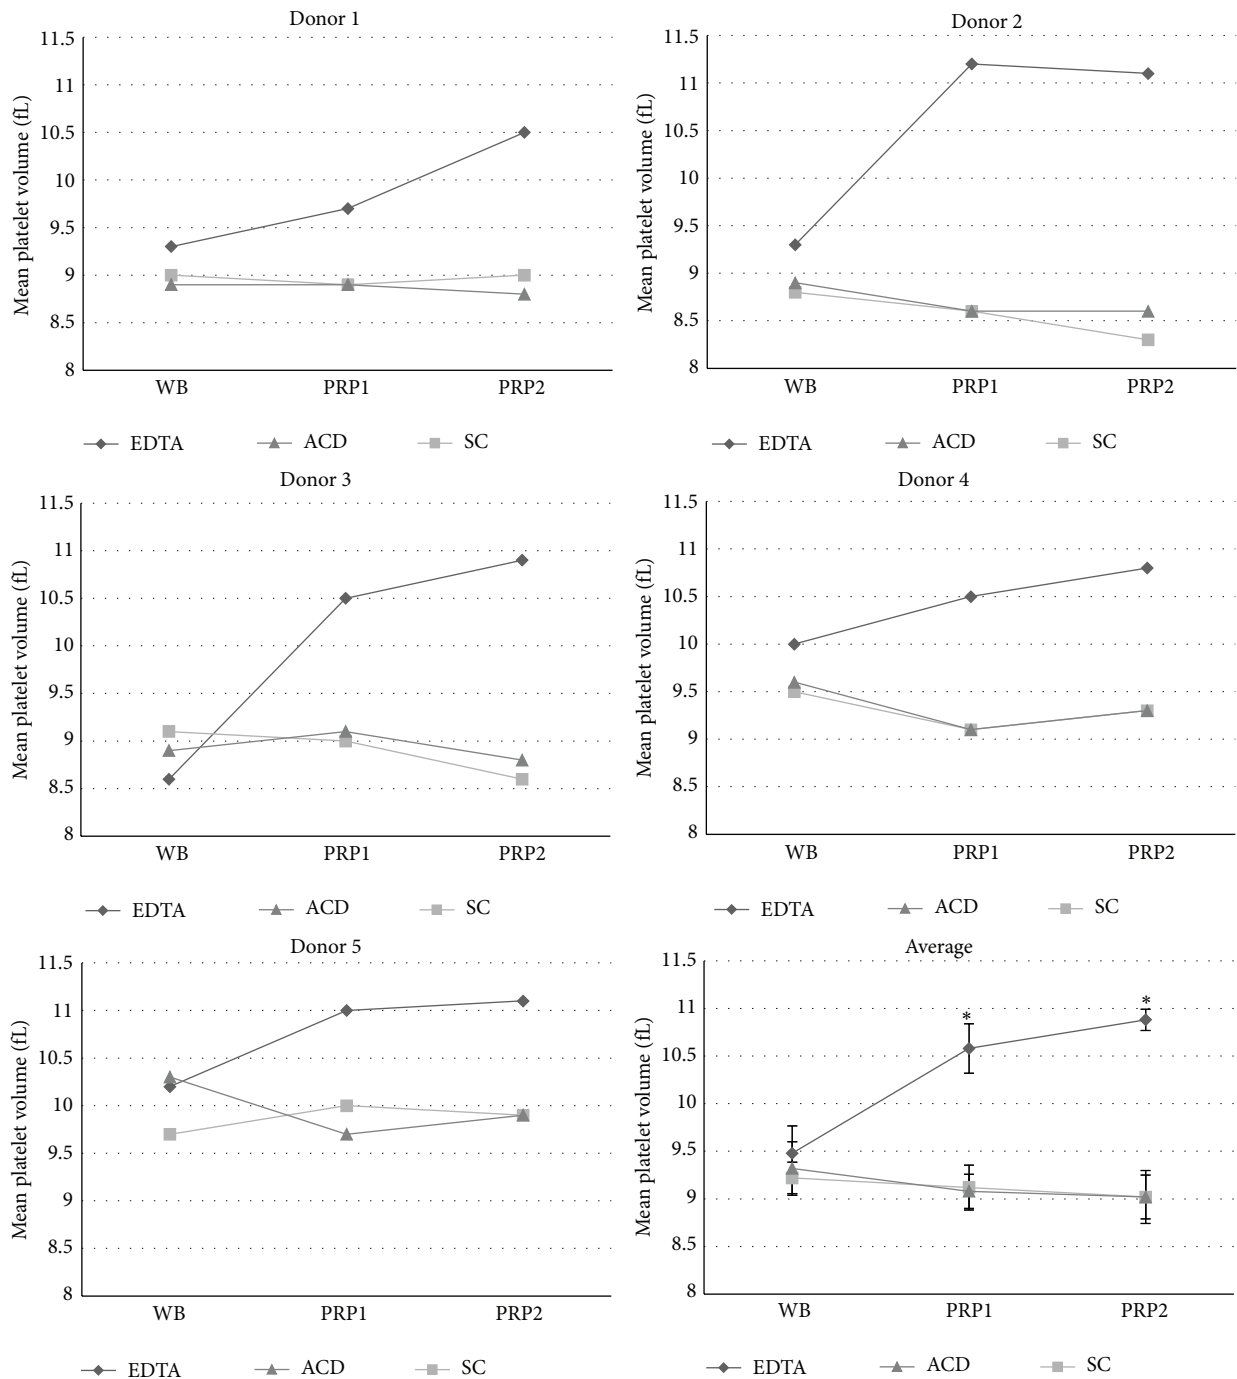 Donor 1
Mean platelet volume (fL)
11.5
11
10.5
10
9.5
9
8.5
8
WB PRP1 PRP2
EDTA ACD SC
Donor 2
Mean platelet volume (fL)
11.5
11
10.5
10
9.5
9
8.5
8
WB PRP1 PRP2
EDTA ACD SC
Donor 3
Mean platelet volume (fL)
11.5
11
10.5
10
9.5
9
8.5
8
WB PRP1 PRP2
EDTA ACD SC
Donor 4
Mean platelet volume (fL)
11.5
11
10.5
10
9.5
9
8.5
8
WB PRP1 PRP2
EDTA ACD SC
Donor 5
Mean platelet volume (fL)
11.5
11
10.5
10
9.5
9
8.5
8
WB PRP1 PRP2
EDTA ACD SC
Average
Mean platelet volume (fL)
11.5
11
10.5
10
9.5
9
8.5
8
* *
WB PRP1 PRP2
EDTA ACD SC